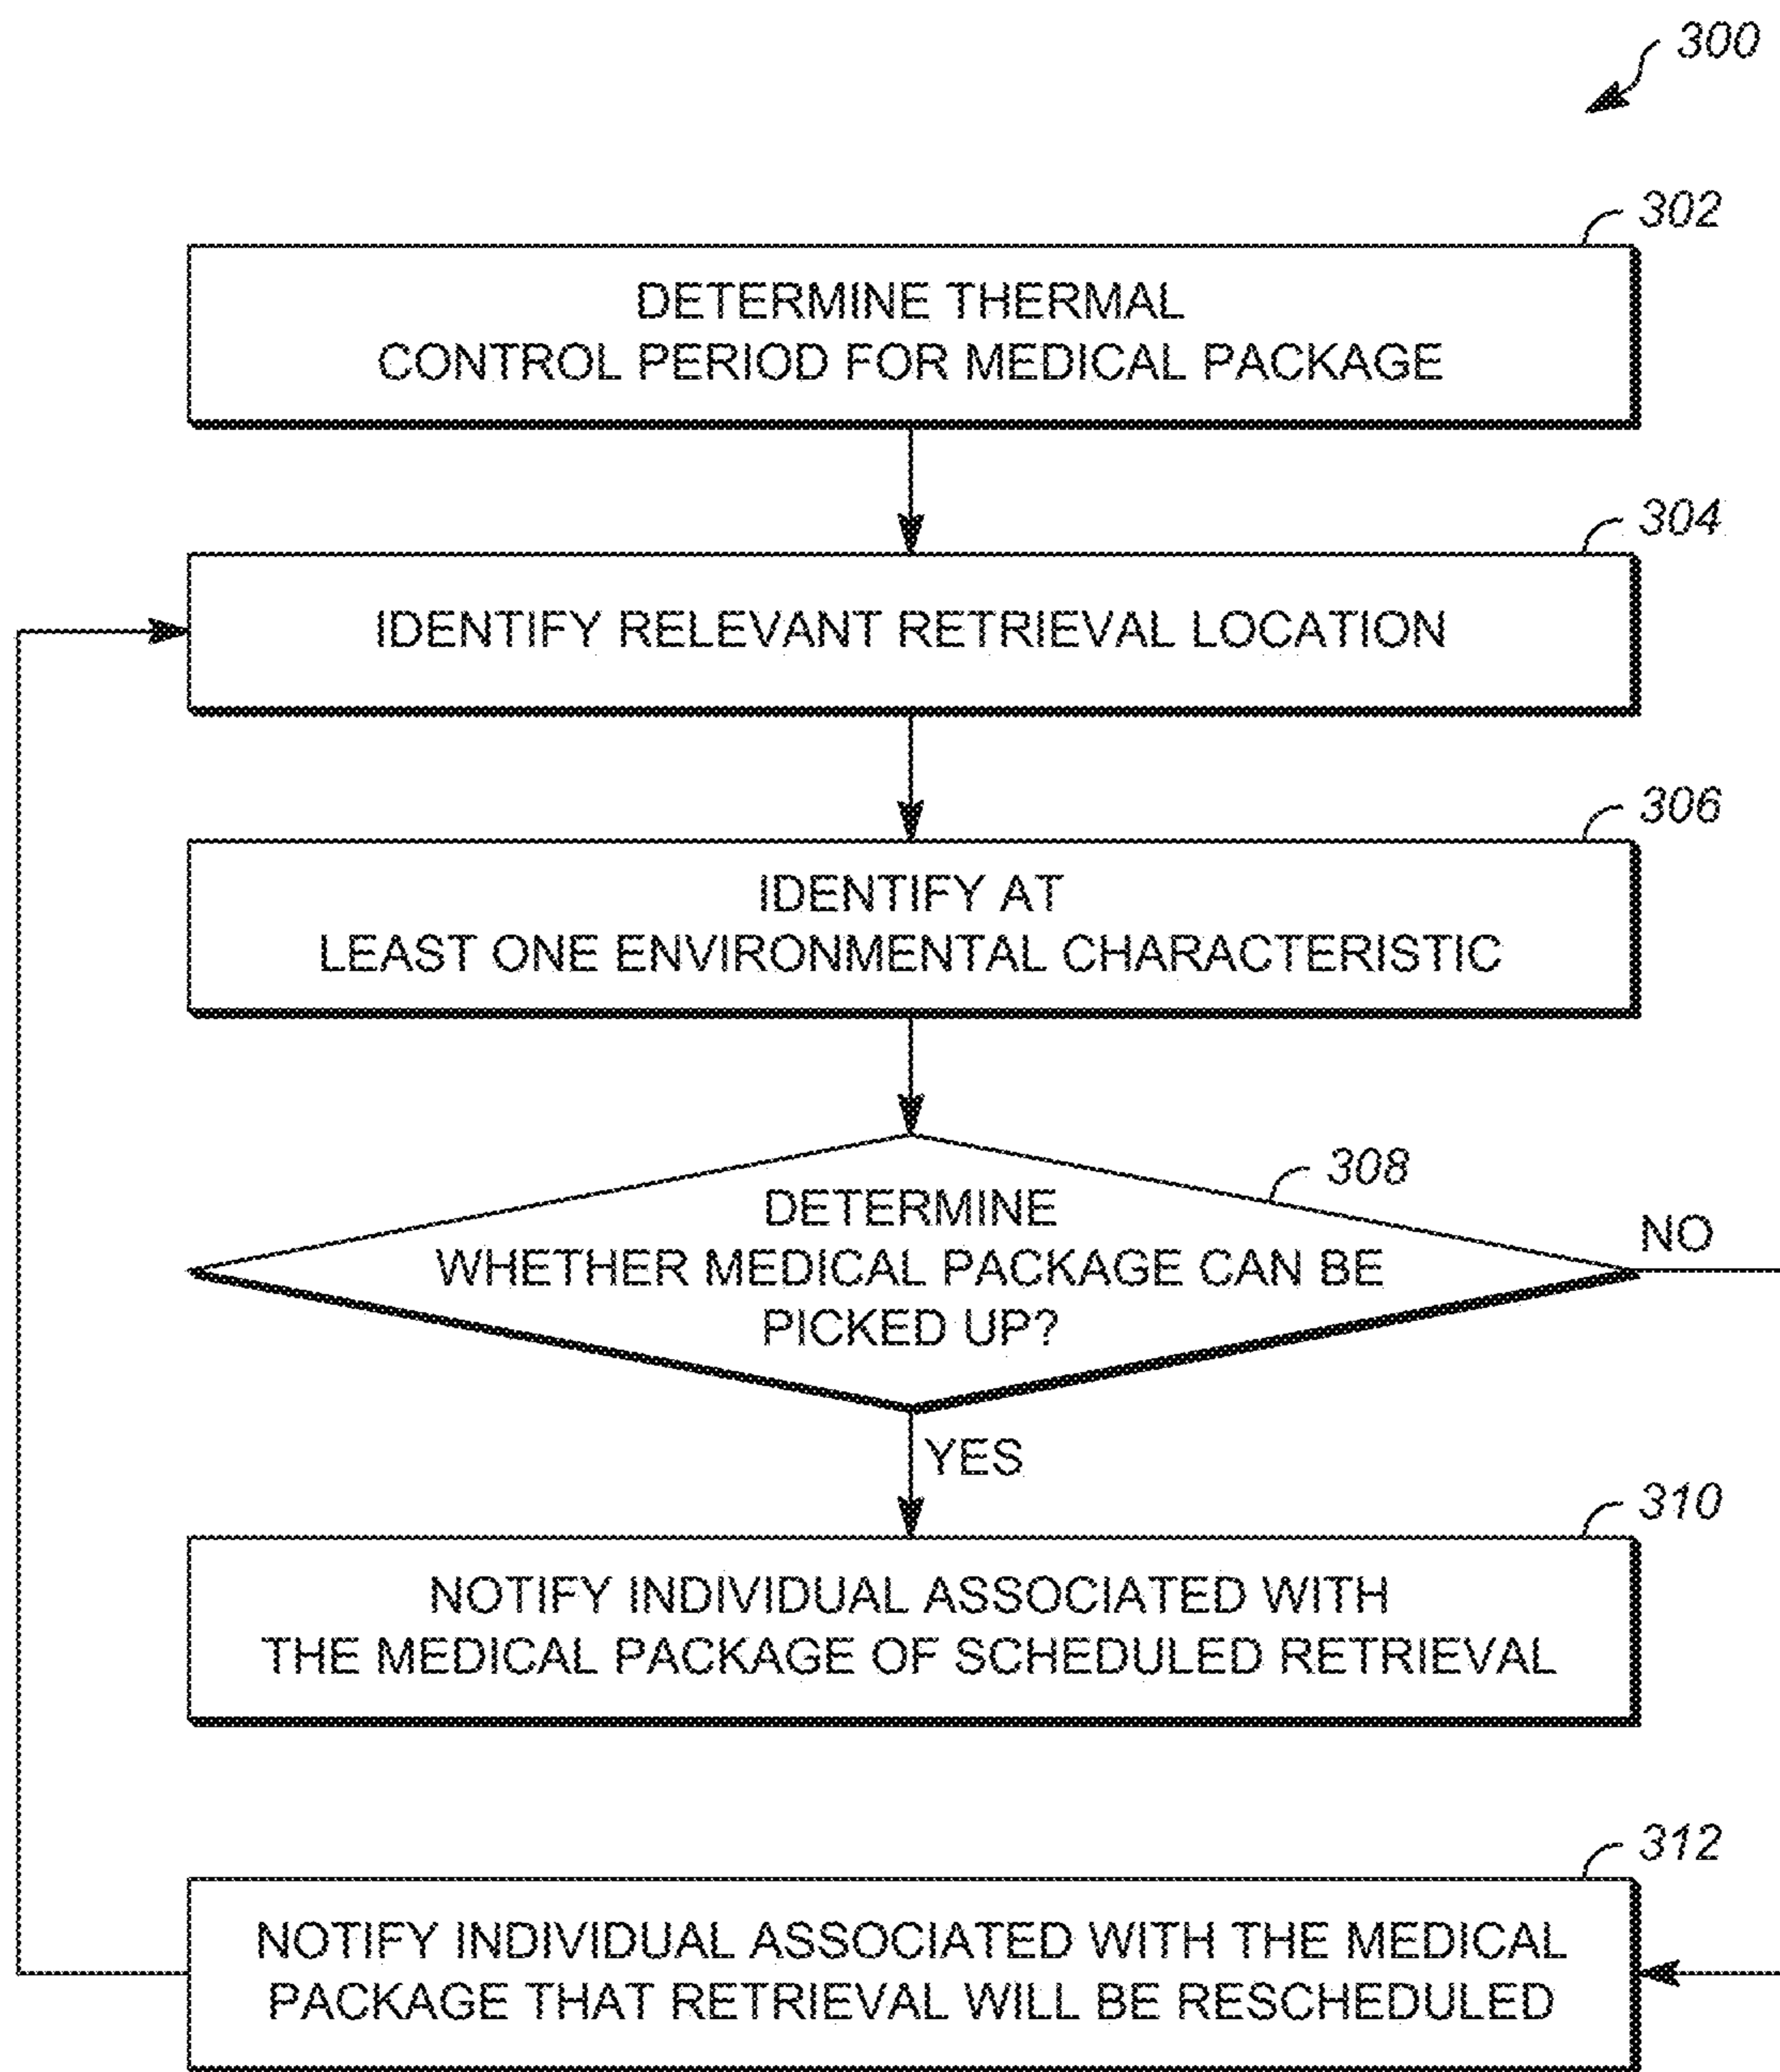 300
302
DETERMINE THERMAL
CONTROL PERIOD FOR MEDICAL PACKAGE
304
IDENTIFY RELEVANT RETRIEVAL LOCATION
306
IDENTIFY AT
LEAST ONE ENVIRONMENTAL CHARACTERISTIC
308
DETERMINE
WHETHER MEDICAL PACKAGE CAN BE
PICKED UP?
NO
YES
310
NOTIFY INDIVIDUAL ASSOCIATED WITH
THE MEDICAL PACKAGE OF SCHEDULED RETRIEVAL
312
NOTIFY INDIVIDUAL ASSOCIATED WITH THE MEDICAL
PACKAGE THAT RETRIEVAL WILL BE RESCHEDULED